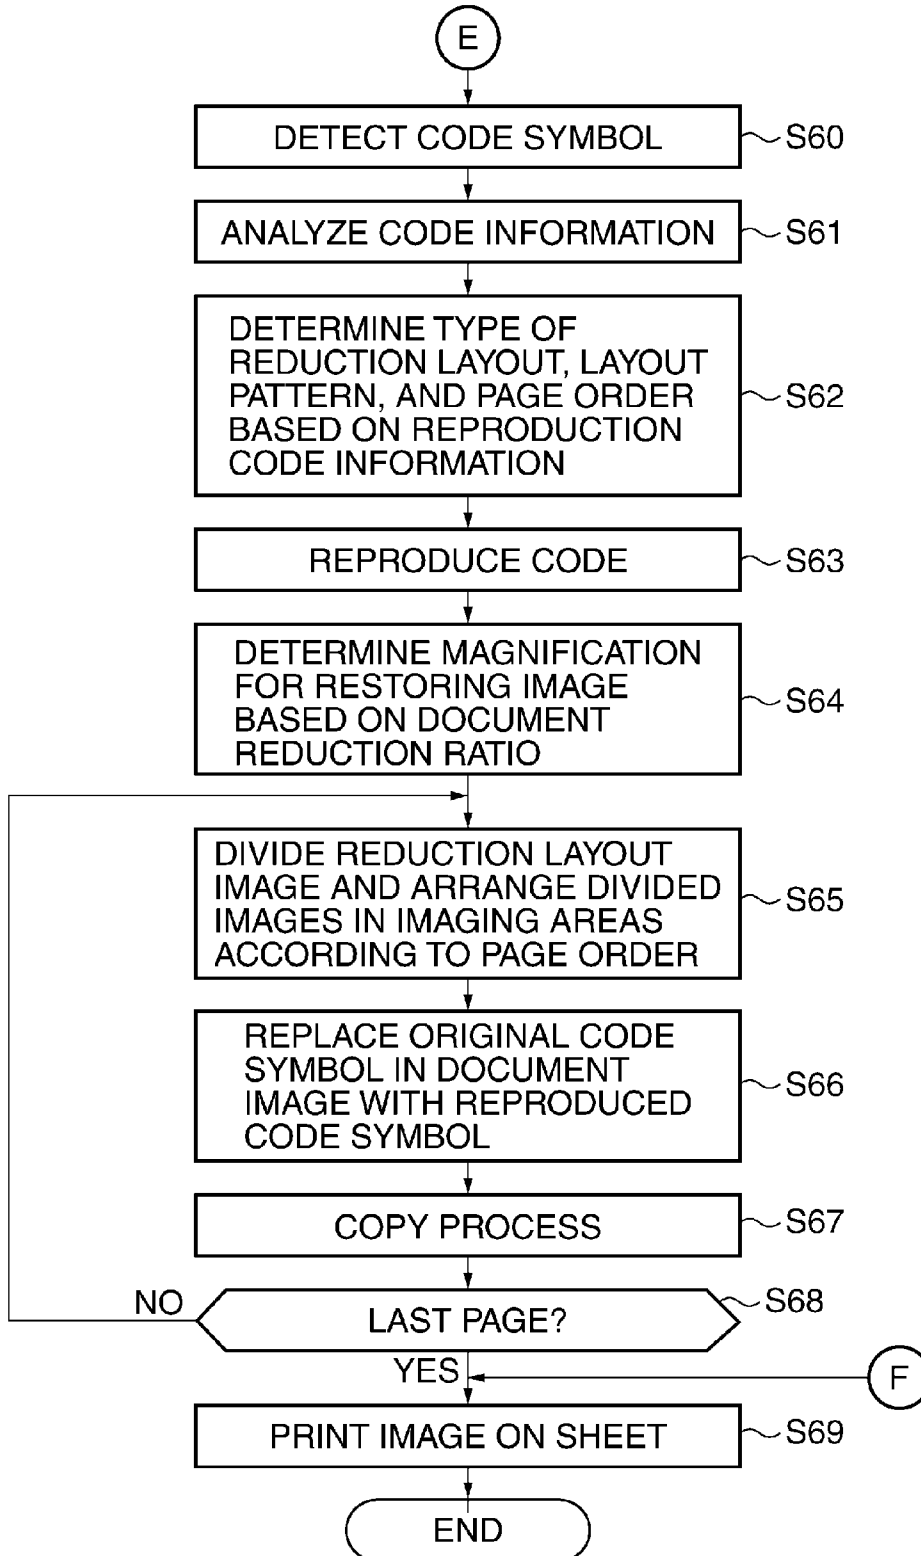 E
DETECT CODE SYMBOL
S60
ANALYZE CODE INFORMATION
S61
DETERMINE TYPE OF
REDUCTION LAYOUT, LAYOUT
PATTERN, AND PAGE ORDER
BASED ON REPRODUCTION
CODE INFORMATION
S62
REPRODUCE CODE
S63
DETERMINE MAGNIFICATION
FOR RESTORING IMAGE
BASED ON DOCUMENT
REDUCTION RATIO
S64
DIVIDE REDUCTION LAYOUT
IMAGE AND ARRANGE DIVIDED
IMAGES IN IMAGING AREAS
ACCORDING TO PAGE ORDER
S65
REPLACE ORIGINAL CODE
SYMBOL IN DOCUMENT
IMAGE WITH REPRODUCED
CODE SYMBOL
S66
COPY PROCESS
S67
NO
LAST PAGE?
S68
YES
F
PRINT IMAGE ON SHEET
S69
END